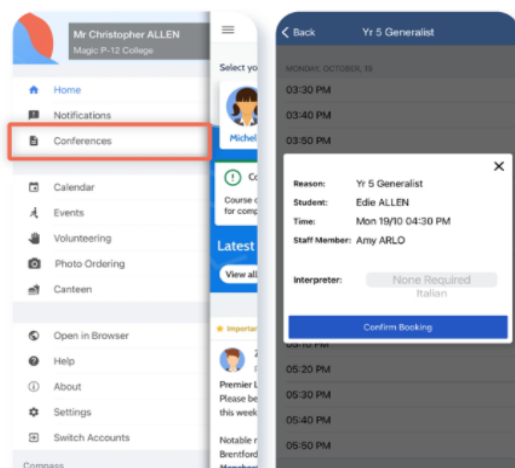 Mr Christopher ALLEN
Magic P-12 College
Home
Notifications
Conferences
Calendar
Events
Volunteering
Photo Ordering
Canteen
Open in Browser
Help
About
Settings
Switch Accounts
Compass
Select yo
Michel
Co
Course c
for comp
Latest
View all
Importan
Z
Premier L
Please be
this week
Notable r
Brentford
Back
Yr 5 Generalist
MONDAY, OCTOBER, 19
03:30 PM
03:40 PM
03:50 PM
Reason: Yr 5 Generalist
Student: Edie ALLEN
Time: Mon 19/10 04:30 PM
Staff Member: Amy ARLO
Interpreter: None Required
Italian
Confirm Booking
05:10 PM
05:20 PM
05:30 PM
05:40 PM
05:50 PM